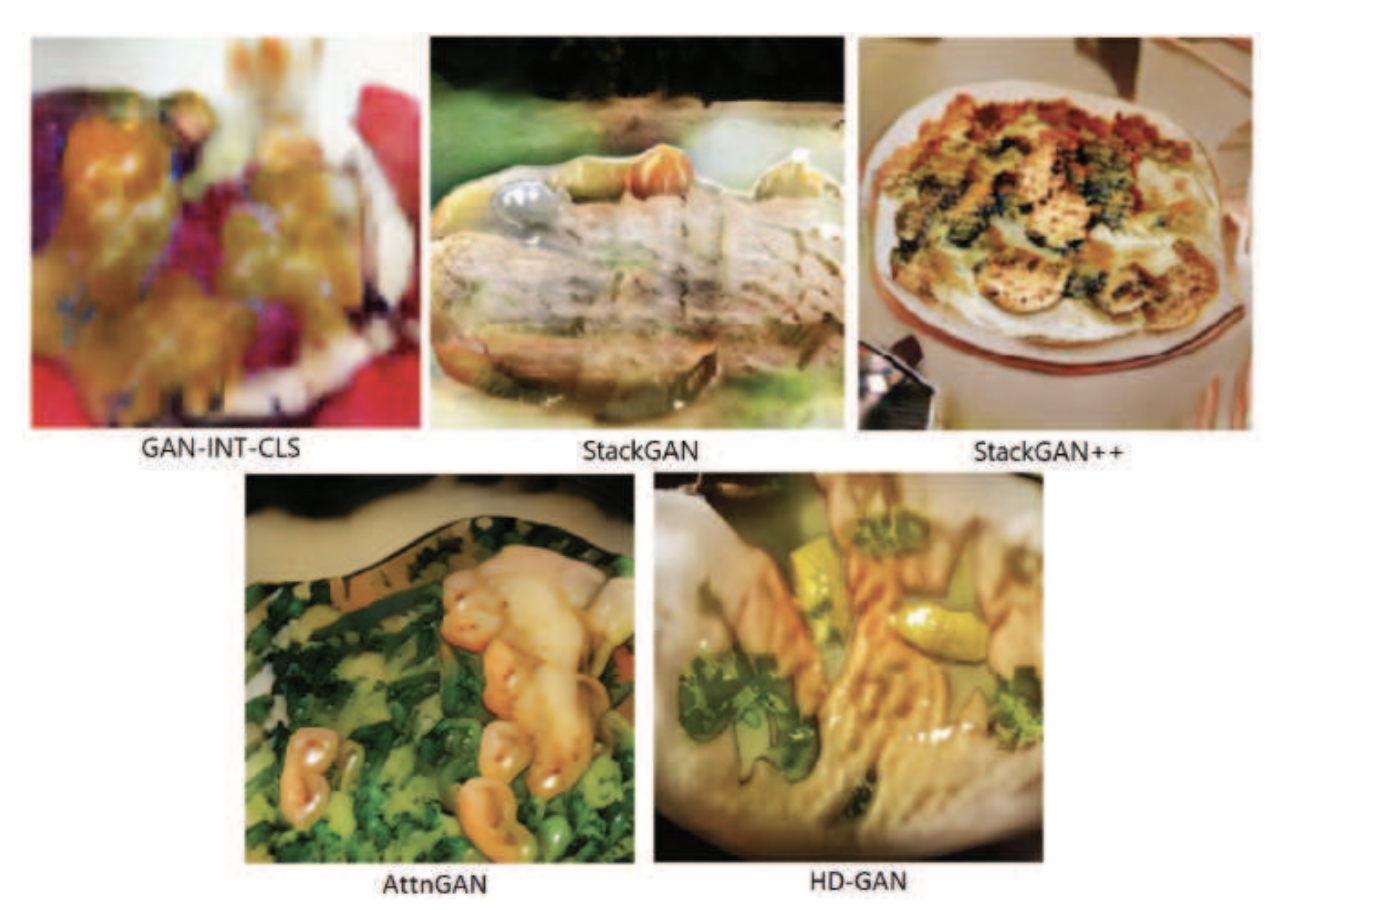 GAN-INT-CLS
StackGAN
StackGAN++
AttnGAN
HD-GAN